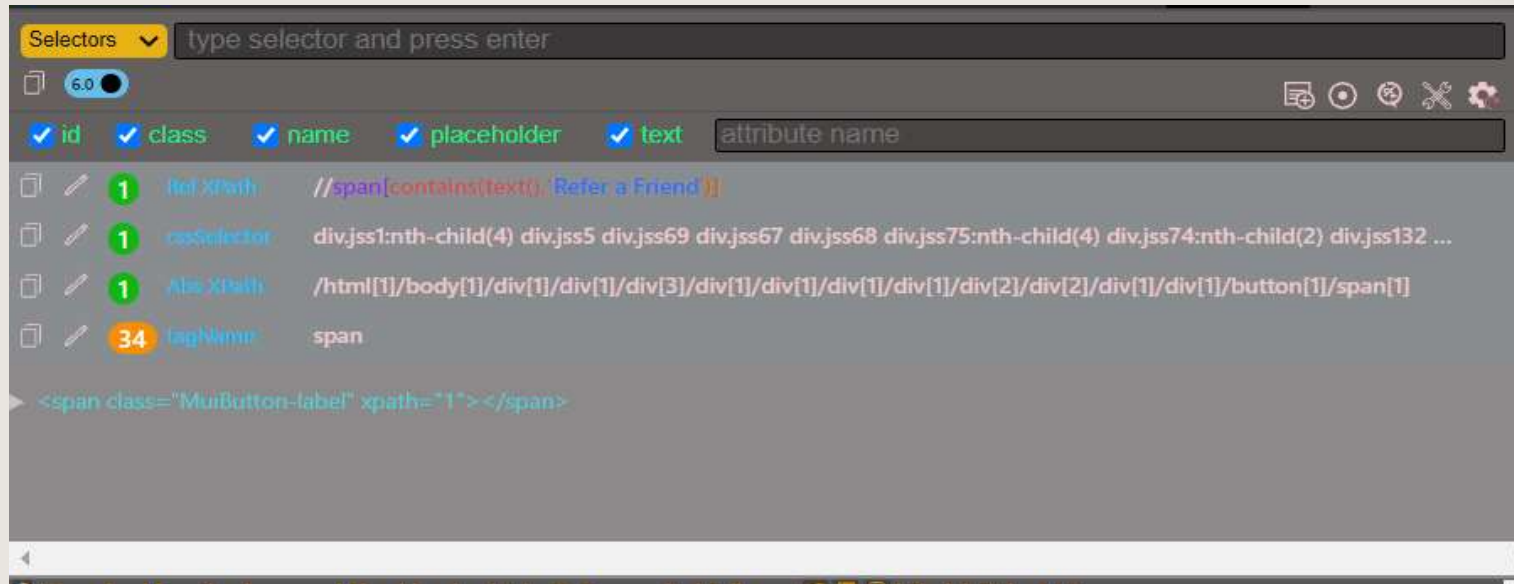 Selectors type selector and press enter
6.0
id class name placeholder text attribute name
1 Rel XPath //span[contains(text(),'Refer a Friend')]
1 cssSelector div.jss1:nth-child(4) div.jss5 div.jss69 div.jss67 div.jss68 div.jss75:nth-child(4) div.jss74:nth-child(2) div.jss132 ...
1 Abs XPath /html[1]/body[1]/div[1]/div[1]/div[3]/div[1]/div[1]/div[1]/div[1]/div[2]/div[2]/div[1]/div[1]/button[1]/span[1]
34 tagName span
<span class="MuiButton-label" xpath="1"></span>